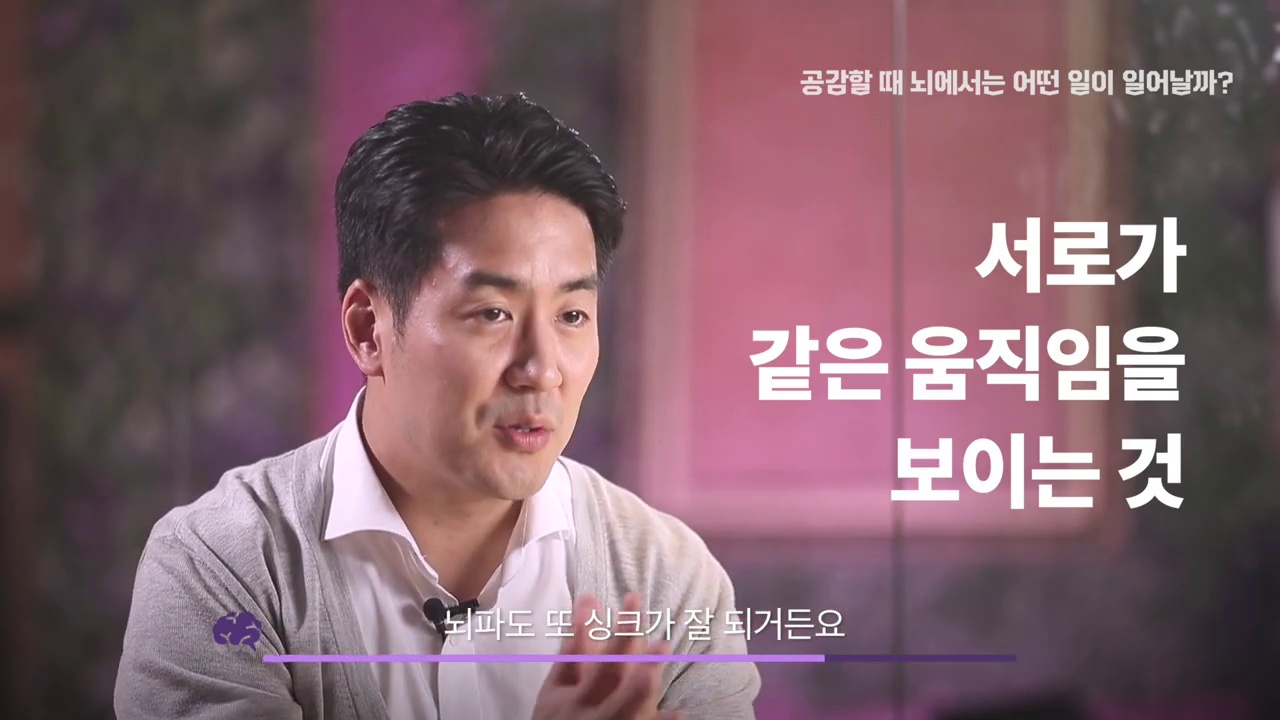 공감할 때 뇌에서는 어떤 일이 일어날까?
서로가
같은 움직임을
보이는 것
뇌파도 또 싱크가 잘 되거든요